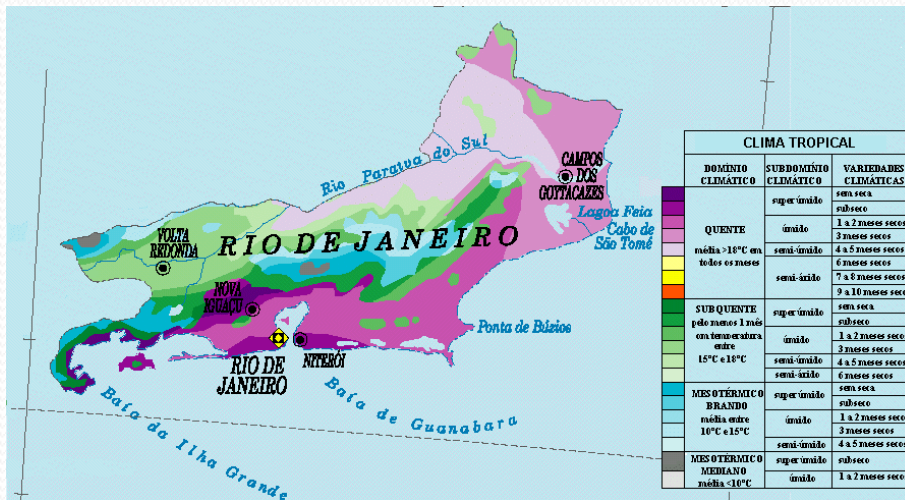 Rio Paraiva do Sul
CAMPOS
DOS
GOYTACAZES
Lagoa Feia
Cabo de
São Tomé
VOLTA
REDONDA
RIO DE JANEIRO
NOVA
IGUAÇU
Ponta de Búzios
RIO DE
JANEIRO
NITERÓI
Baía de Guanabara
Baía da Ilha Grande
CLIMA TROPICAL
DOMÍNIO
CLIMÁTICO
SUBDOMÍNIO
CLIMÁTICO
VARIEDADES
CLIMÁTICAS
QUENTE
média >18°C em
todos os meses
super úmido
sem seca
subseco
úmido
1 a 2 meses secos
3 meses secos
semi-úmido
4 a 5 meses secos
semi-árido
6 meses secos
7 a 8 meses secos
9 a 10 meses secos
SUBQUENTE
pelo menos 1 mês
com temperatura
entre
15°C e 18°C
super úmido
sem seca
subseco
úmido
1 a 2 meses secos
3 meses secos
semi-úmido
4 a 5 meses secos
semi-árido
6 meses secos
MESOTÉRMICO
BRANDO
média entre
10°C e 15°C
super úmido
sem seca
subseco
úmido
1 a 2 meses secos
3 meses secos
semi-úmido
4 a 5 meses secos
MESOTÉRMICO
MEDIANO
média <10°C
super úmido
subseco
úmido
1 a 2 meses secos